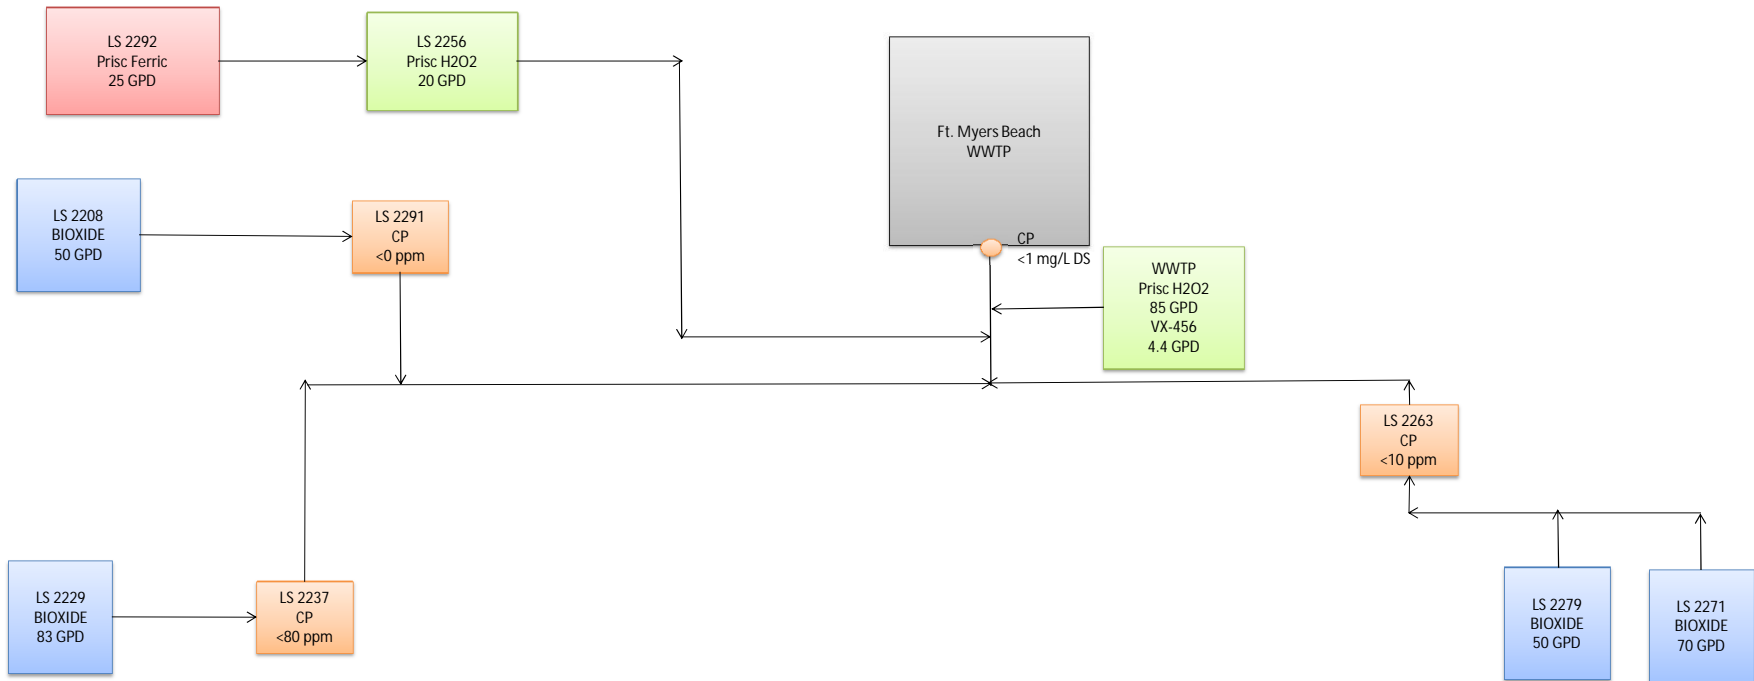 LS 2292
Prisc Ferric
25 GPD
LS 2256
Prisc H2O2
20 GPD
Ft. Myers Beach
WWTP
LS 2208
BIOXIDE
50 GPD
LS 2291
CP
<0 ppm
CP
<1 mg/L DS
WWTP
Prisc H2O2
85 GPD
VX-456
4.4 GPD
LS 2263
CP
<10 ppm
LS 2229
BIOXIDE
83 GPD
LS 2237
CP
<80 ppm
LS 2279
BIOXIDE
50 GPD
LS 2271
BIOXIDE
70 GPD